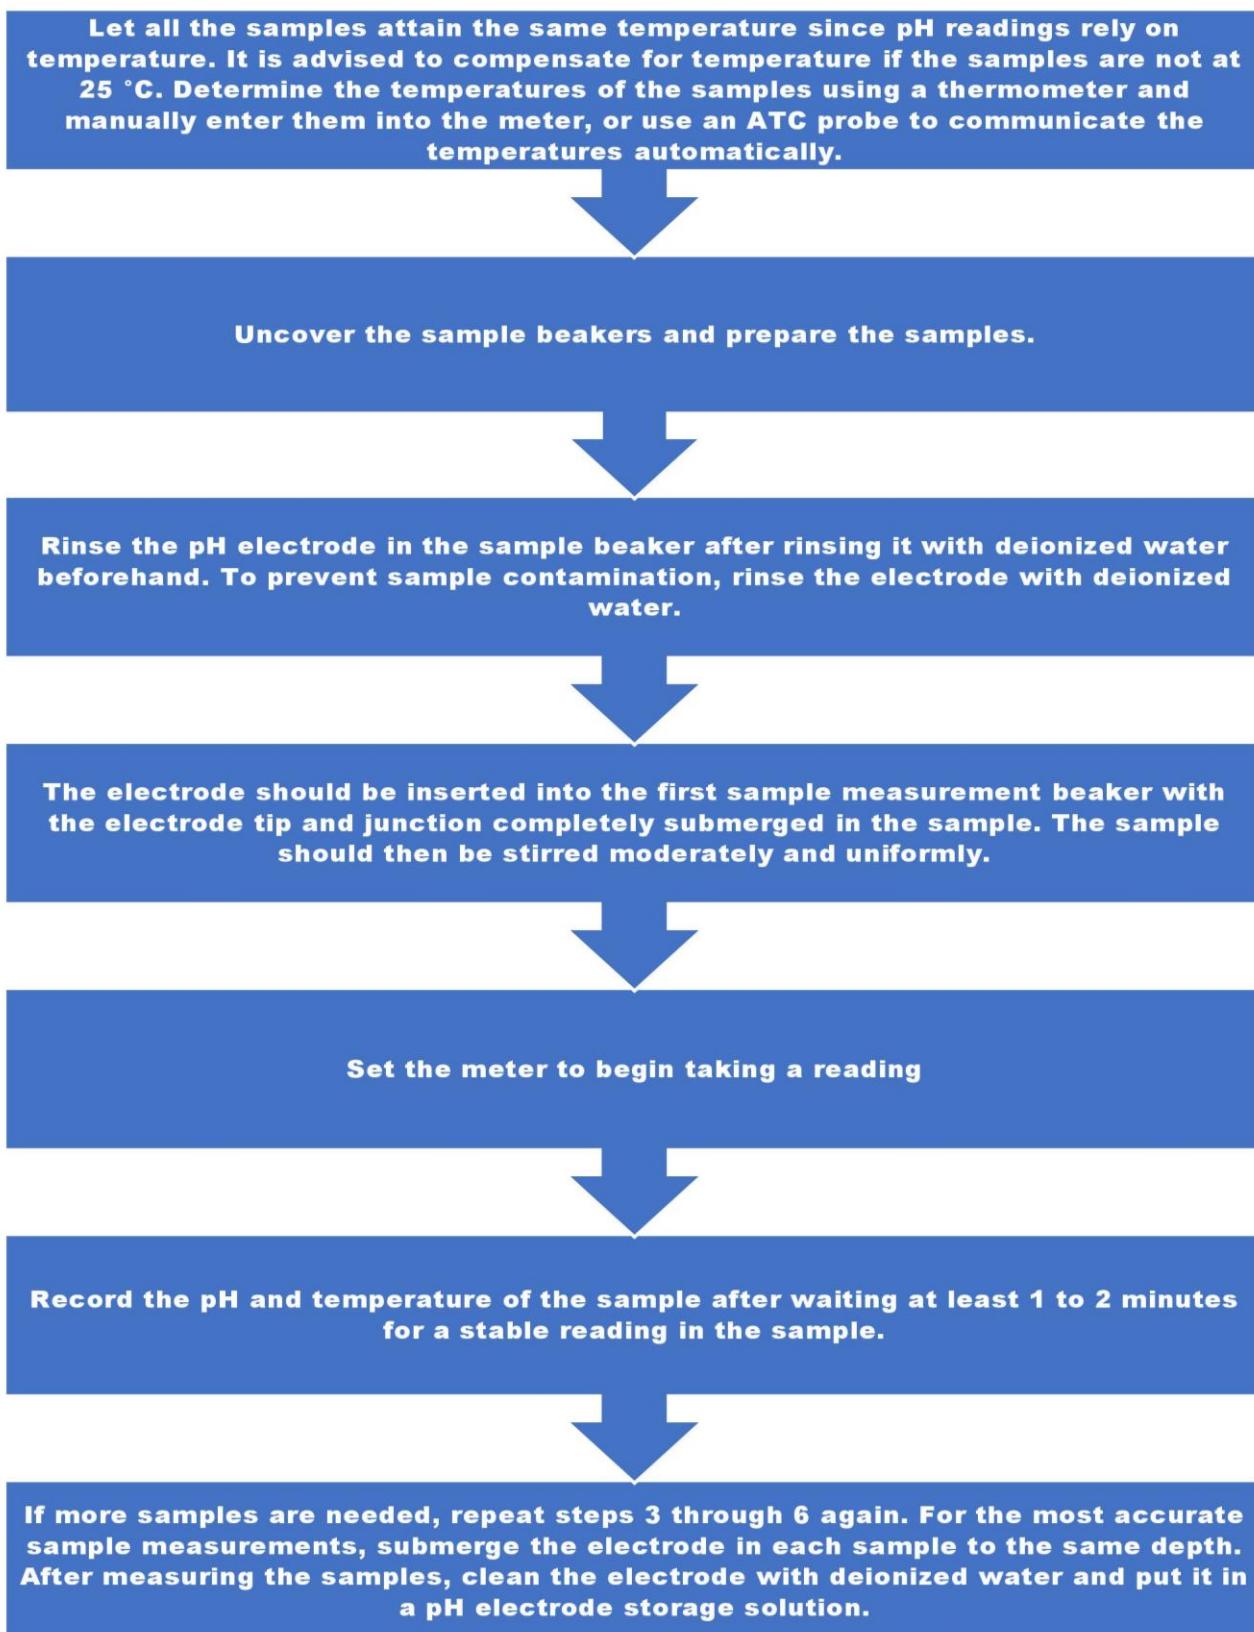 Let all the samples attain the same temperature since pH readings rely on
temperature. It is advised to compensate for temperature if the samples are not at
25 °C. Determine the temperatures of the samples using a thermometer and
manually enter them into the meter, or use an ATC probe to communicate the
temperatures automatically.
Uncover the sample beakers and prepare the samples.
Rinse the pH electrode in the sample beaker after rinsing it with deionized water
beforehand. To prevent sample contamination, rinse the electrode with deionized
water.
The electrode should be inserted into the first sample measurement beaker with
the electrode tip and junction completely submerged in the sample. The sample
should then be stirred moderately and uniformly.
Set the meter to begin taking a reading
Record the pH and temperature of the sample after waiting at least 1 to 2 minutes
for a stable reading in the sample.
If more samples are needed, repeat steps 3 through 6 again. For the most accurate
sample measurements, submerge the electrode in each sample to the same depth.
After measuring the samples, clean the electrode with deionized water and put it in
a pH electrode storage solution.